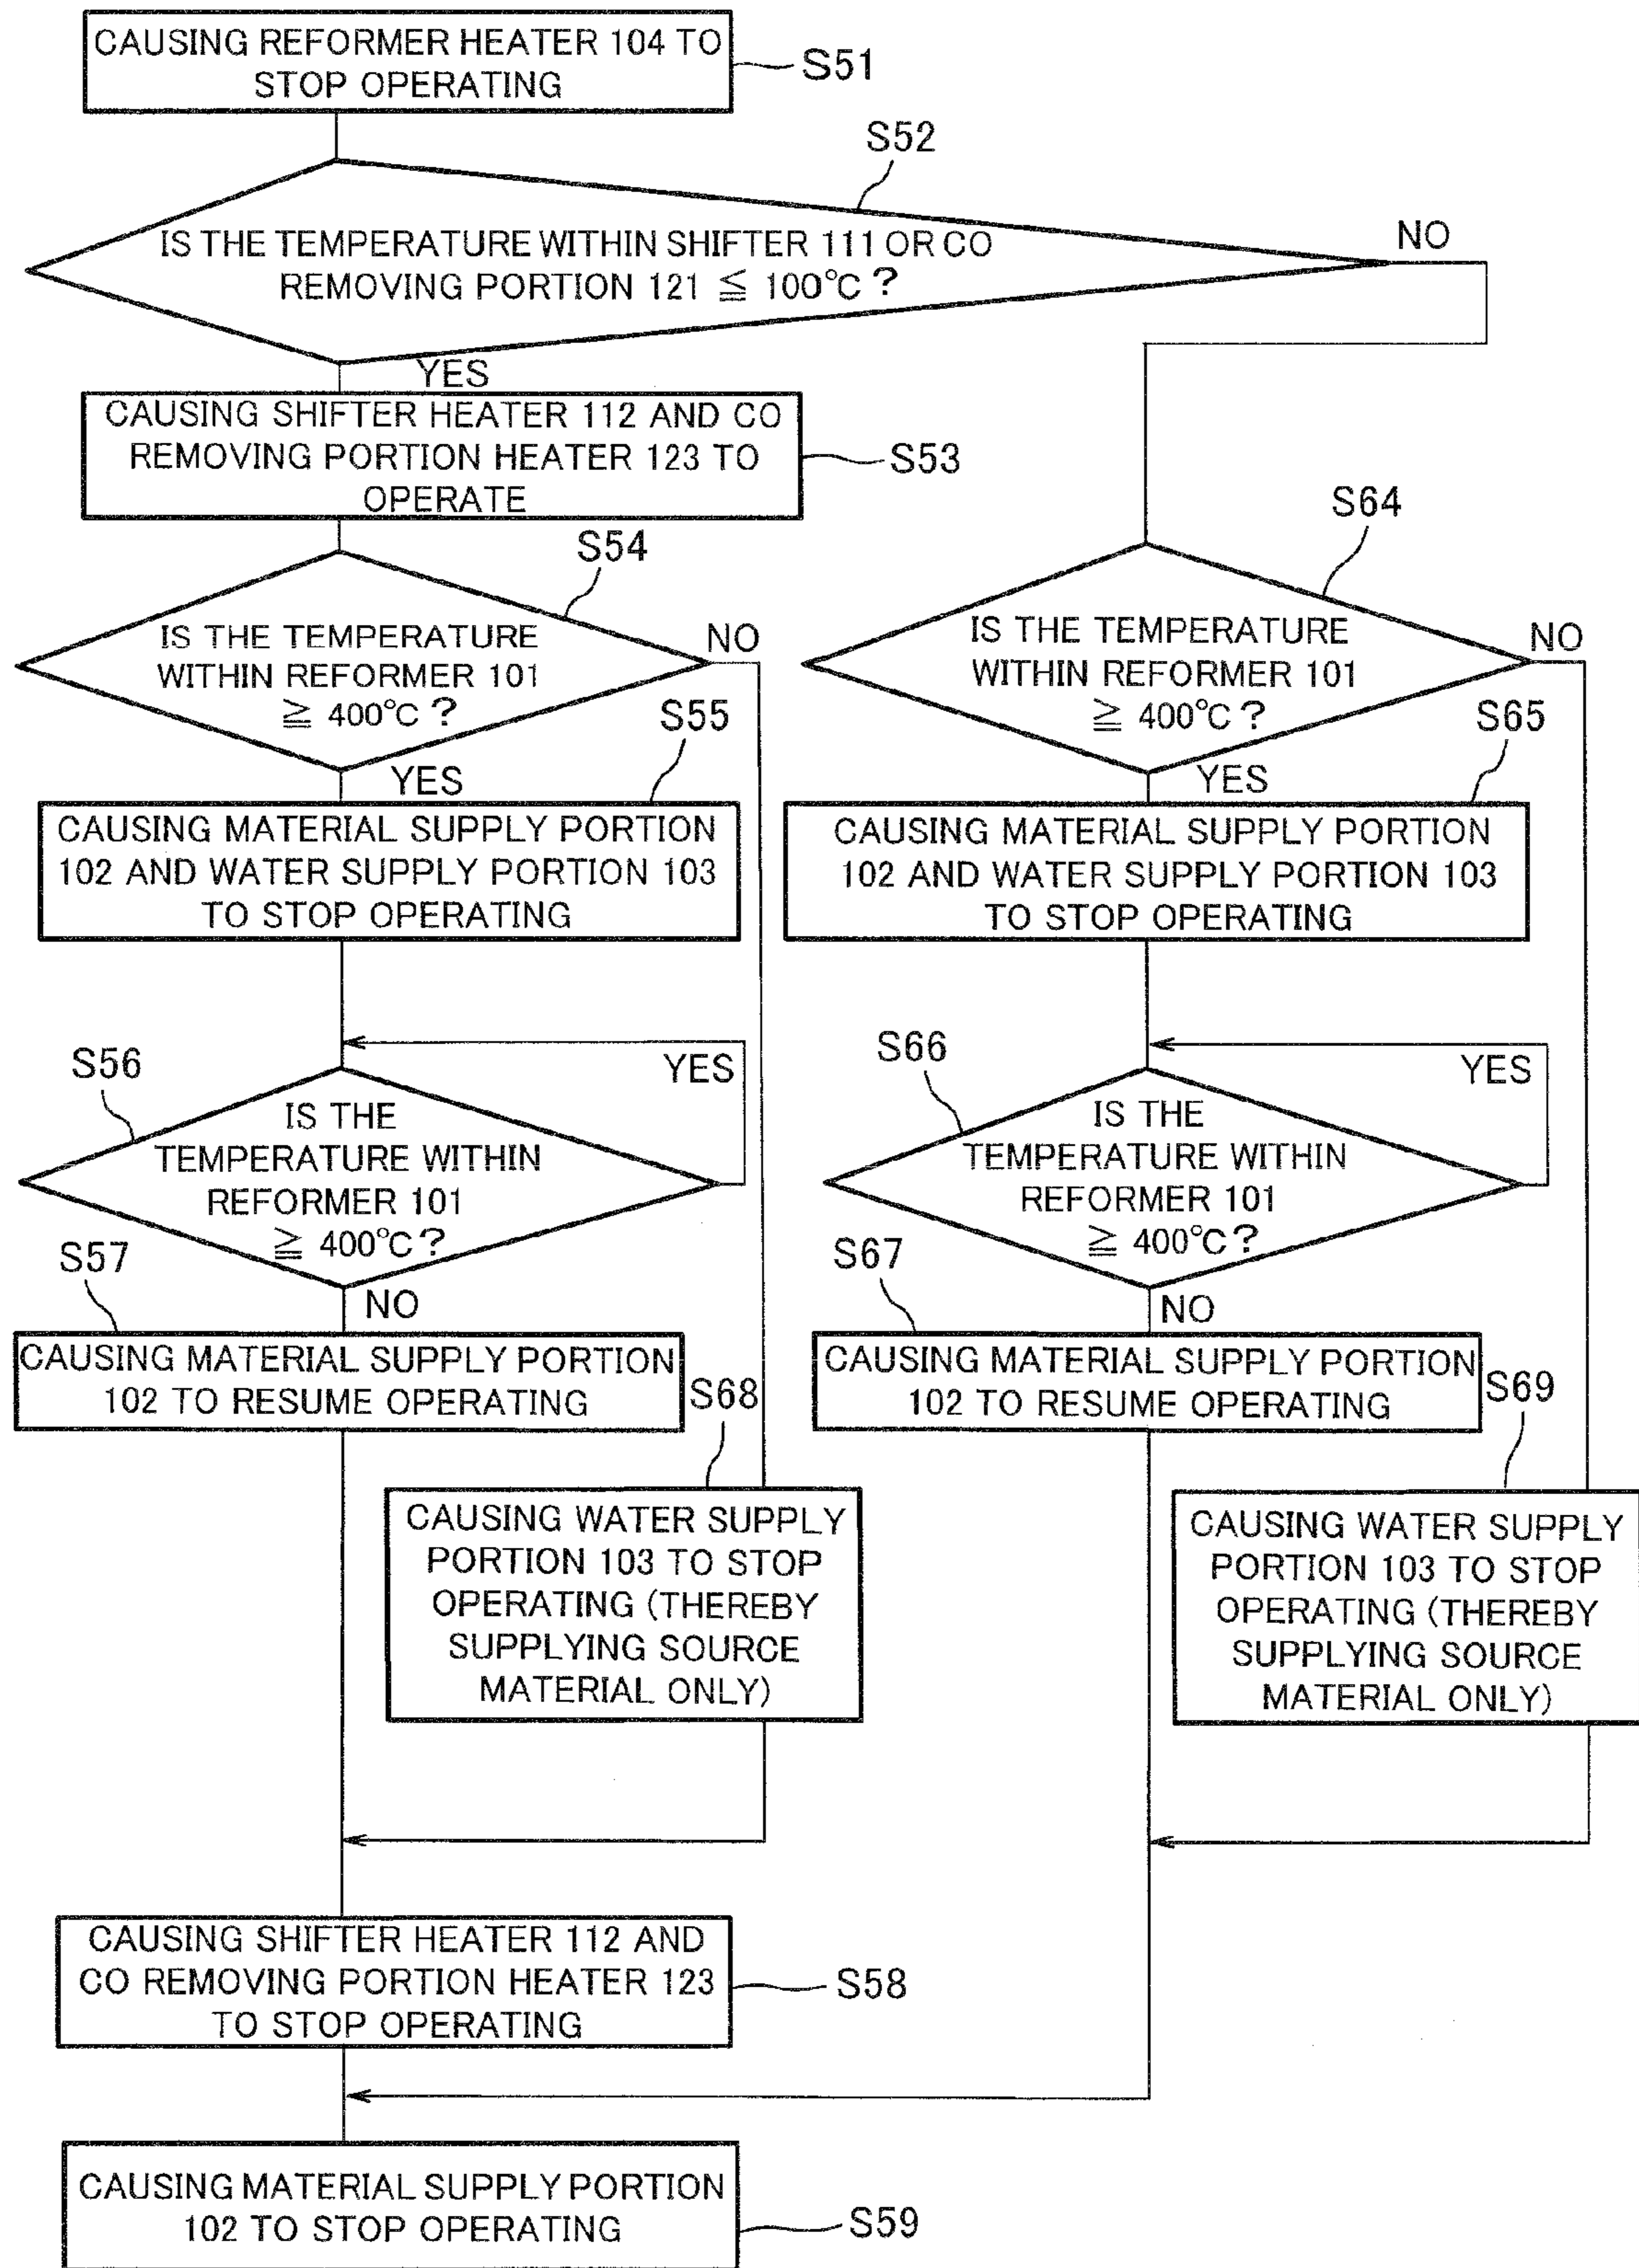 CAUSING REFORMER HEATER 104 TO
STOP OPERATING
S51
S52
IS THE TEMPERATURE WITHIN SHIFTER 111 OR CO
REMOVING PORTION 121 ≦ 100℃ ?
NO
YES
CAUSING SHIFTER HEATER 112 AND CO
REMOVING PORTION HEATER 123 TO
OPERATE
S53
S54
IS THE TEMPERATURE
WITHIN REFORMER 101
≧ 400℃ ?
NO
YES
S55
CAUSING MATERIAL SUPPLY PORTION
102 AND WATER SUPPLY PORTION 103
TO STOP OPERATING
S56
IS THE
TEMPERATURE WITHIN
REFORMER 101
≧ 400℃ ?
YES
NO
S57
CAUSING MATERIAL SUPPLY PORTION
102 TO RESUME OPERATING
S68
CAUSING WATER SUPPLY
PORTION 103 TO STOP
OPERATING (THEREBY
SUPPLYING SOURCE
MATERIAL ONLY)
S64
IS THE TEMPERATURE
WITHIN REFORMER 101
≧ 400℃ ?
NO
YES
S65
CAUSING MATERIAL SUPPLY PORTION
102 AND WATER SUPPLY PORTION 103
TO STOP OPERATING
S66
IS THE
TEMPERATURE WITHIN
REFORMER 101
≧ 400℃ ?
YES
NO
S67
CAUSING MATERIAL SUPPLY PORTION
102 TO RESUME OPERATING
S69
CAUSING WATER SUPPLY
PORTION 103 TO STOP
OPERATING (THEREBY
SUPPLYING SOURCE
MATERIAL ONLY)
CAUSING SHIFTER HEATER 112 AND
CO REMOVING PORTION HEATER 123
TO STOP OPERATING
S58
CAUSING MATERIAL SUPPLY PORTION
102 TO STOP OPERATING
S59